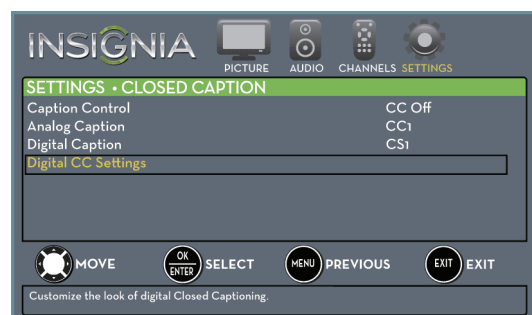 INSIGNIA
PICTURE AUDIO CHANNELS SETTINGS
SETTINGS • CLOSED CAPTION
Caption Control CC Off
Analog Caption CC1
Digital Caption CS1
Digital CC Settings
MOVE OK ENTER SELECT MENU PREVIOUS EXIT EXIT
Customize the look of digital Closed Captioning.